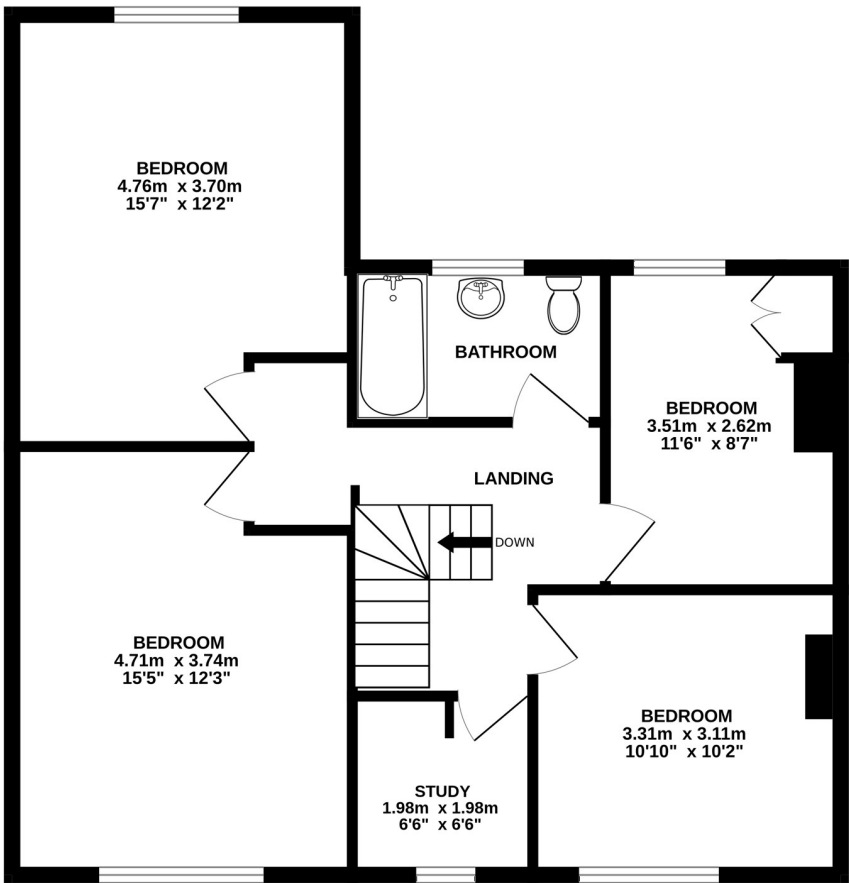 BEDROOM
4.76m x 3.70m
15'7" x 12'2"
BATHROOM
BEDROOM
3.51m x 2.62m
11'6" x 8'7"
LANDING
DOWN
BEDROOM
4.71m x 3.74m
15'5" x 12'3"
BEDROOM
3.31m x 3.11m
10'10" x 10'2"
STUDY
1.98m x 1.98m
6'6" x 6'6"